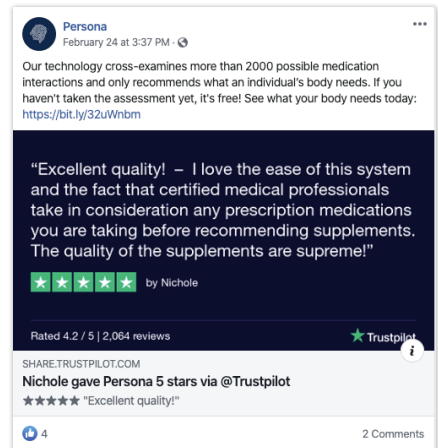 Persona
February 24 at 3:37 PM ·
Our technology cross-examines more than 2000 possible medication
interactions and only recommends what an individual's body needs. If you
haven't taken the assessment yet, it's free! See what your body needs today:
https://bit.ly/32uWnbm
“Excellent quality! – I love the ease of this system
and the fact that certified medical professionals
take in consideration any prescription medications
you are taking before recommending supplements.
The quality of the supplements are supreme!”
by Nichole
Rated 4.2 / 5 | 2,064 reviews
Trustpilot
i
SHARE.TRUSTPILOT.COM
Nichole gave Persona 5 stars via @Trustpilot
★★★★★ "Excellent quality!"
4
2 Comments